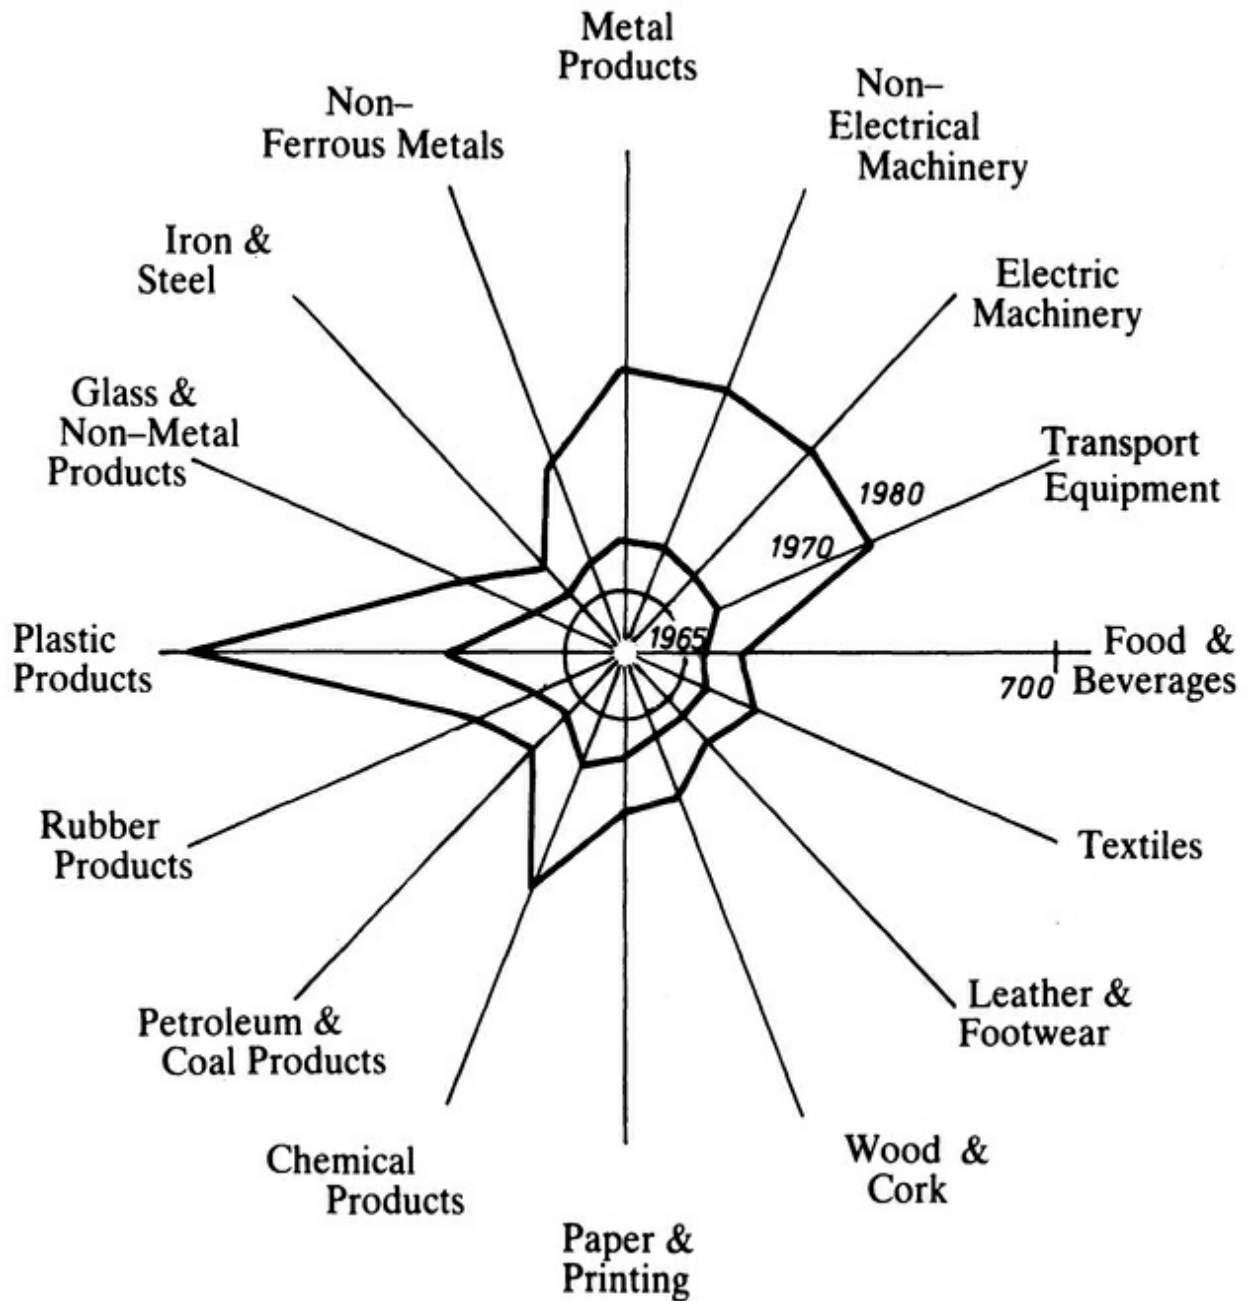 Metal
Products
Non–
Electrical
Machinery
Electric
Machinery
Transport
Equipment
Food &
Beverages
Textiles
Leather &
Footwear
Wood &
Cork
Paper &
Printing
Chemical
Products
Petroleum &
Coal Products
Rubber
Products
Plastic
Products
Glass &
Non–Metal
Products
Iron &
Steel
Non–
Ferrous Metals
1980
1970
1965
700